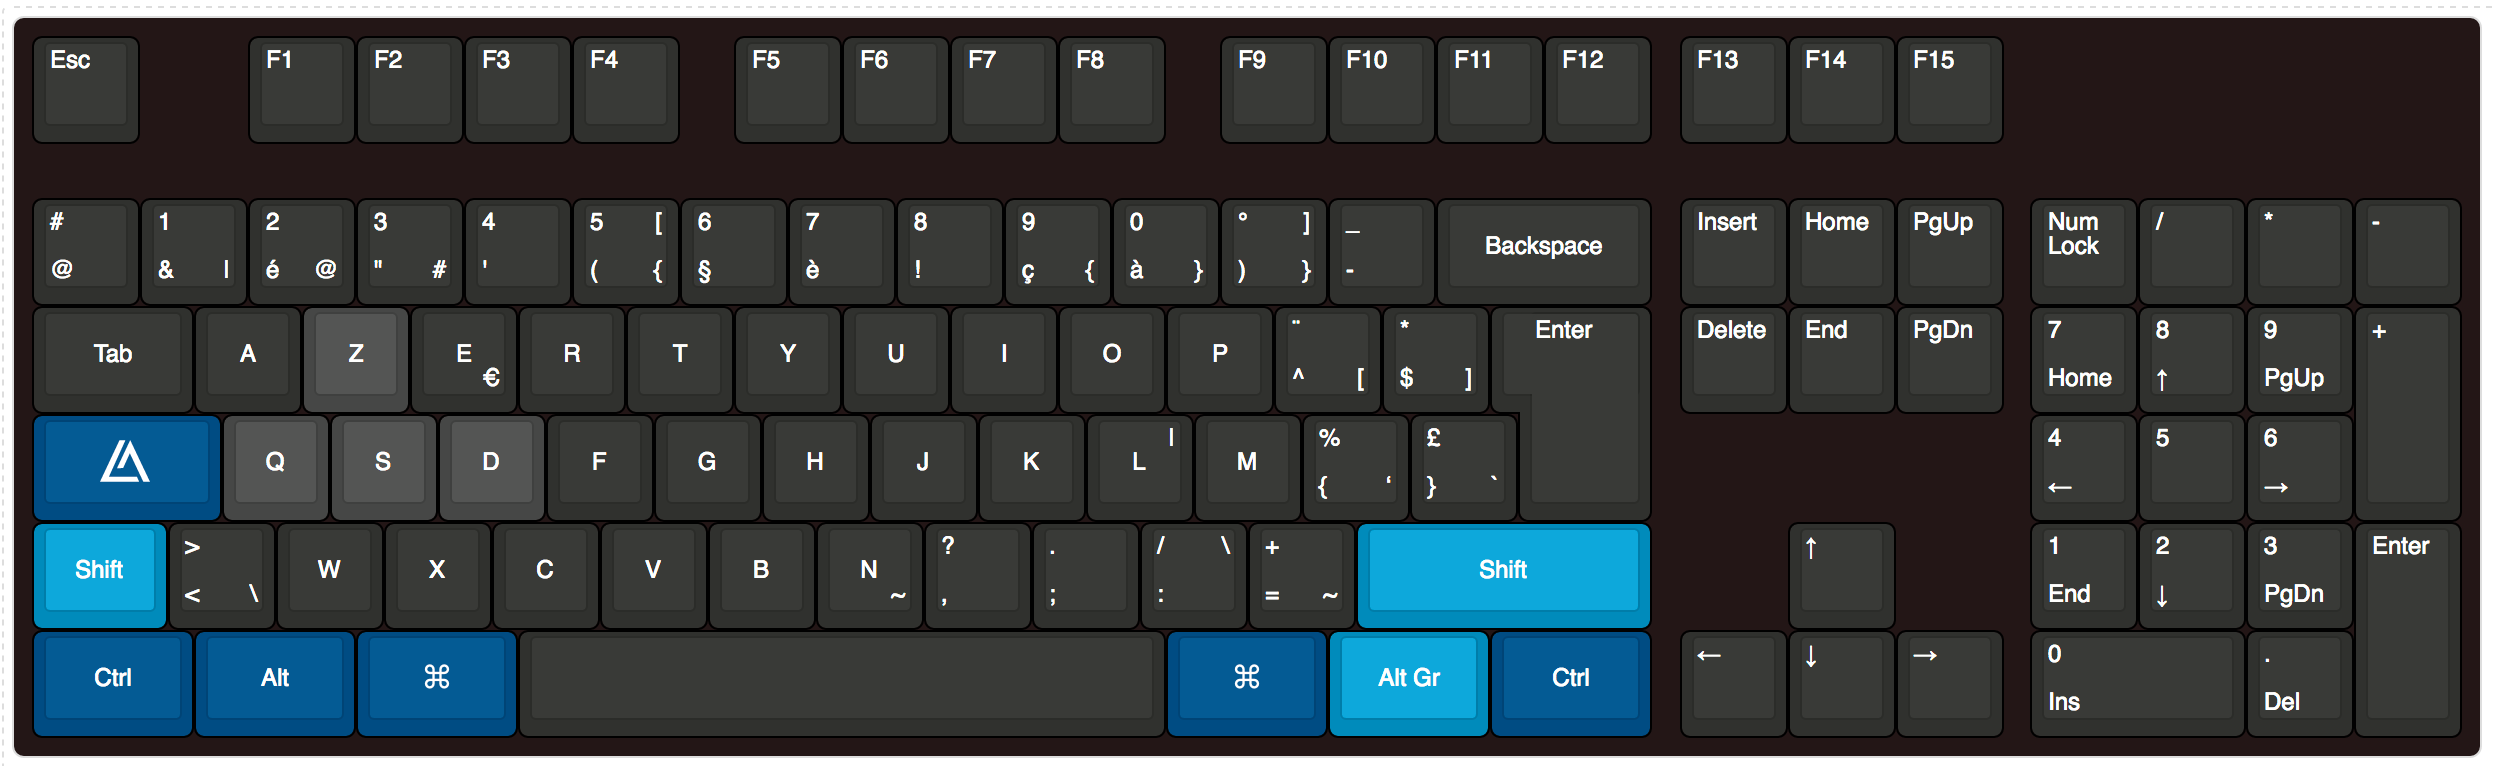 Esc F1 F2 F3 F4 F5 F6 F7 F8 F9 F10 F11 F12 F13 F14 F15
# 1 2 3 4 5 [ 6 7 8 9 0 ° ] _ Backspace Insert Home PgUp Num Lock / * -
@ & | é @ " # ' ( { § è ! ç { à } ) } -
Tab A Z E € R T Y U I O P ¨ ^ [ * $ ] Enter Delete End PgDn 7 Home 8 ↑ 9 PgUp +
Q S D F G H J K L | M % { ‘ £ } ` 4 ← 5 6 →
Shift > < \ W X C V B N ~ ? , . ; / \ : + = ~ Shift ↑ 1 End 2 ↓ 3 PgDn Enter
Ctrl Alt ⌘ ⌘ Alt Gr Ctrl ← ↓ → 0 Ins . Del